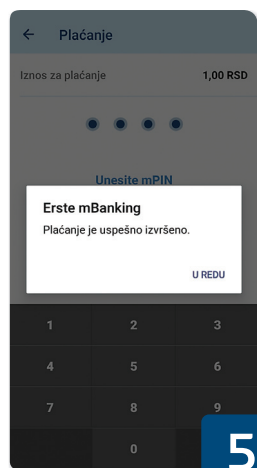 Plaćanje
Iznos za plaćanje 1,00 RSD
Unesite mPIN
Erste mBanking
Plaćanje je uspešno izvršeno.
U REDU
1 2 3
4 5 6
7 8 9
0
5